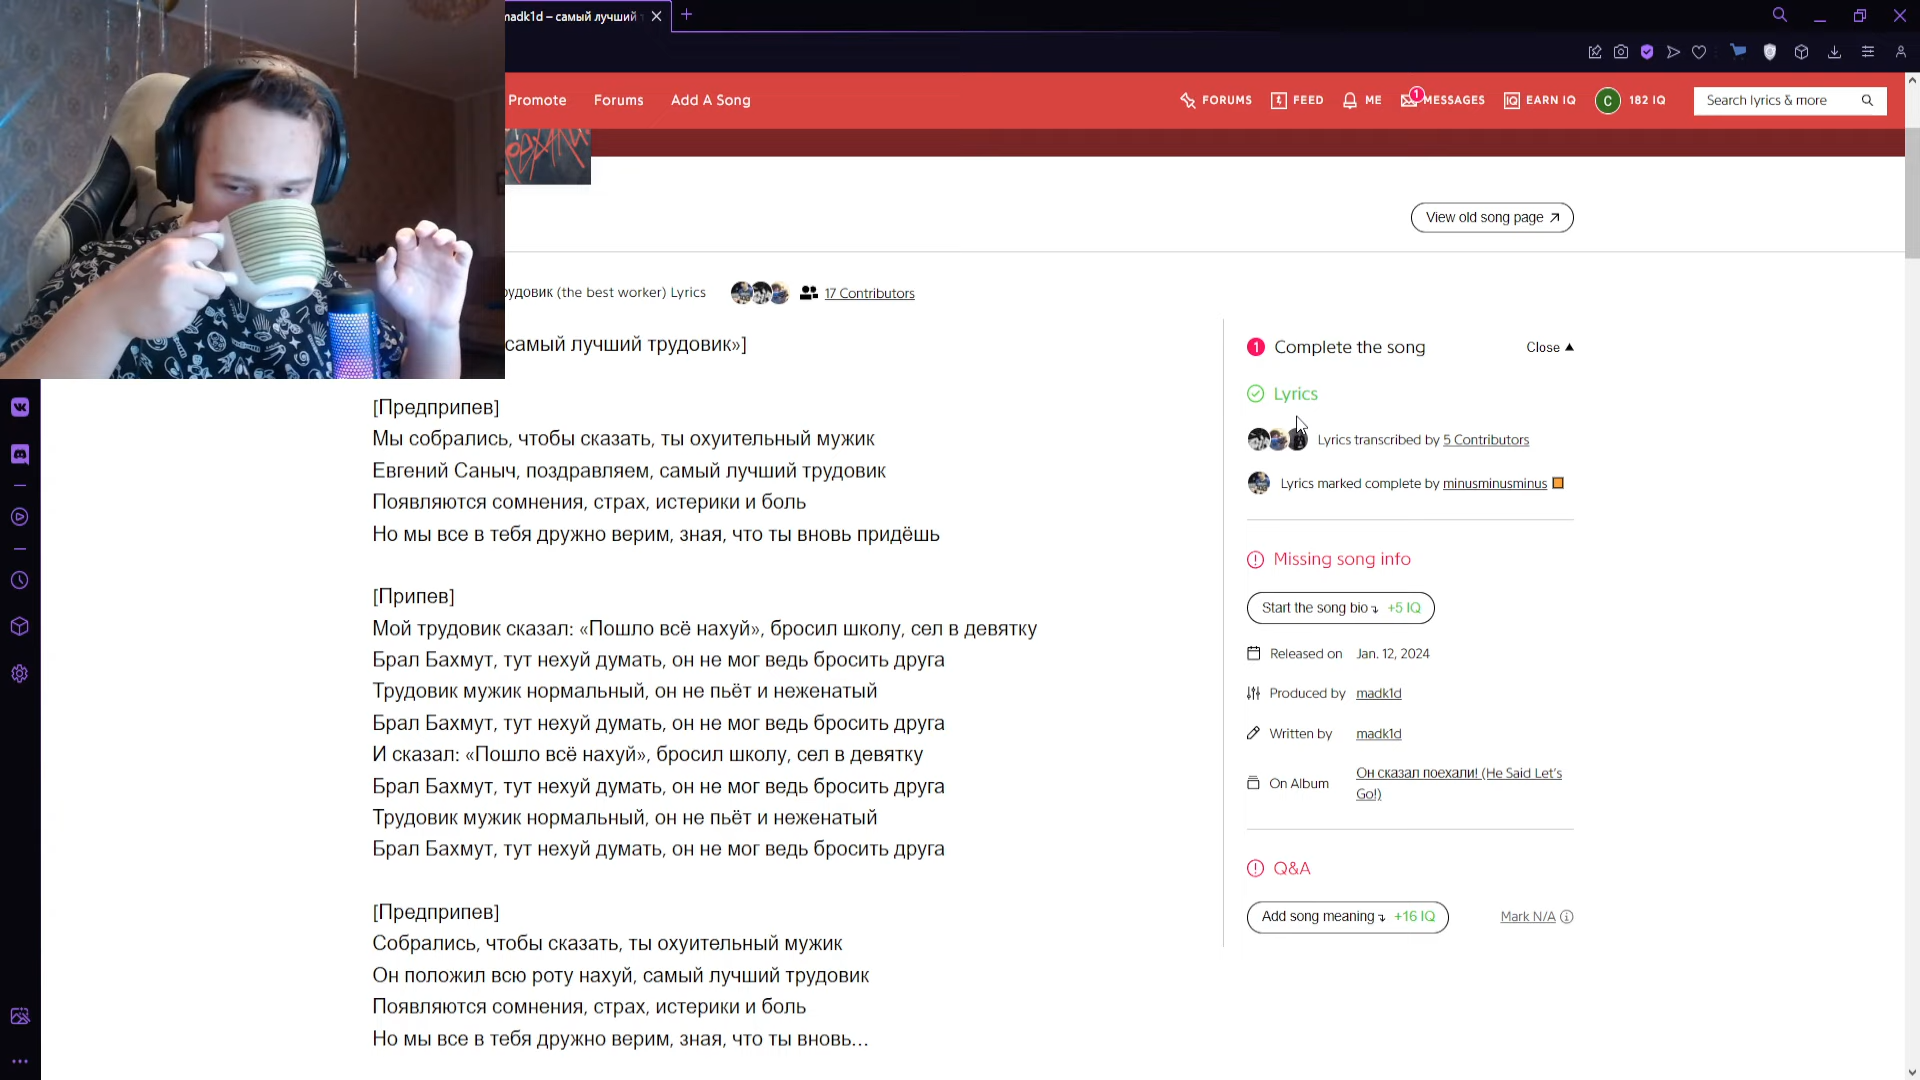 madk1d – самый лучший
Promote
Forums
Add A Song
FORUMS
FEED
ME
1
MESSAGES
EARN IQ
C
182 IQ
Search lyrics & more
View old song page
удовик (the best worker) Lyrics
17 Contributors
самый лучший трудовик»]
[Предприпев]
Мы собрались, чтобы сказать, ты охуительный мужик
Евгений Саныч, поздравляем, самый лучший трудовик
Появляются сомнения, страх, истерики и боль
Но мы все в тебя дружно верим, зная, что ты вновь придёшь
[Припев]
Мой трудовик сказал: «Пошло всё нахуй», бросил школу, сел в девятку
Брал Бахмут, тут нехуй думать, он не мог ведь бросить друга
Трудовик мужик нормальный, он не пьёт и неженатый
Брал Бахмут, тут нехуй думать, он не мог ведь бросить друга
И сказал: «Пошло всё нахуй», бросил школу, сел в девятку
Брал Бахмут, тут нехуй думать, он не мог ведь бросить друга
Трудовик мужик нормальный, он не пьёт и неженатый
Брал Бахмут, тут нехуй думать, он не мог ведь бросить друга
[Предприпев]
Собрались, чтобы сказать, ты охуительный мужик
Он положил всю роту нахуй, самый лучший трудовик
Появляются сомнения, страх, истерики и боль
Но мы все в тебя дружно верим, зная, что ты вновь...
1 Complete the song
Close
Lyrics
Lyrics transcribed by 5 Contributors
Lyrics marked complete by minusminusminus
Missing song info
Start the song bio +5 IQ
Released on Jan. 12, 2024
Produced by madk1d
Written by madk1d
On Album Он сказал поехали! (He Said Let's
Go!)
Q&A
Add song meaning +16 IQ
Mark N/A